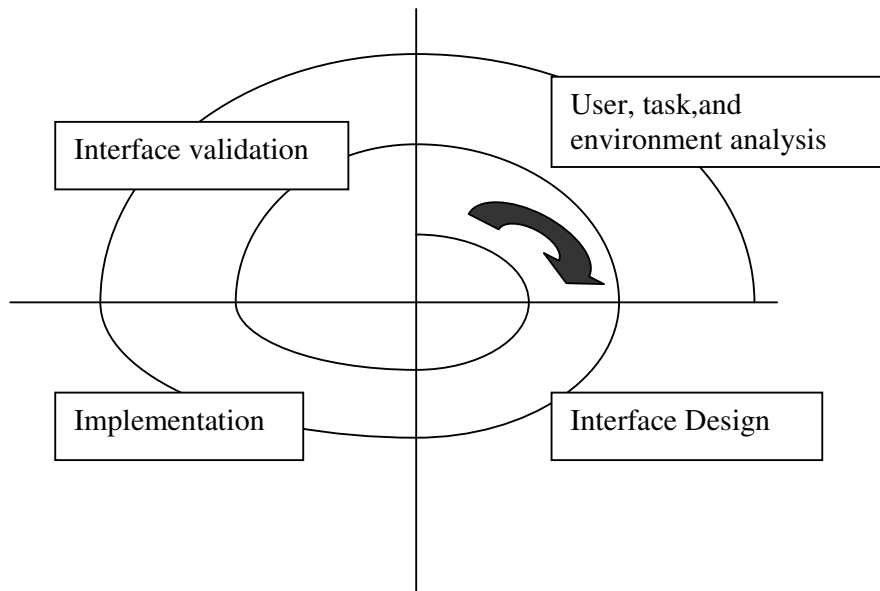 User, task,and
environment analysis
Interface validation
Implementation
Interface Design